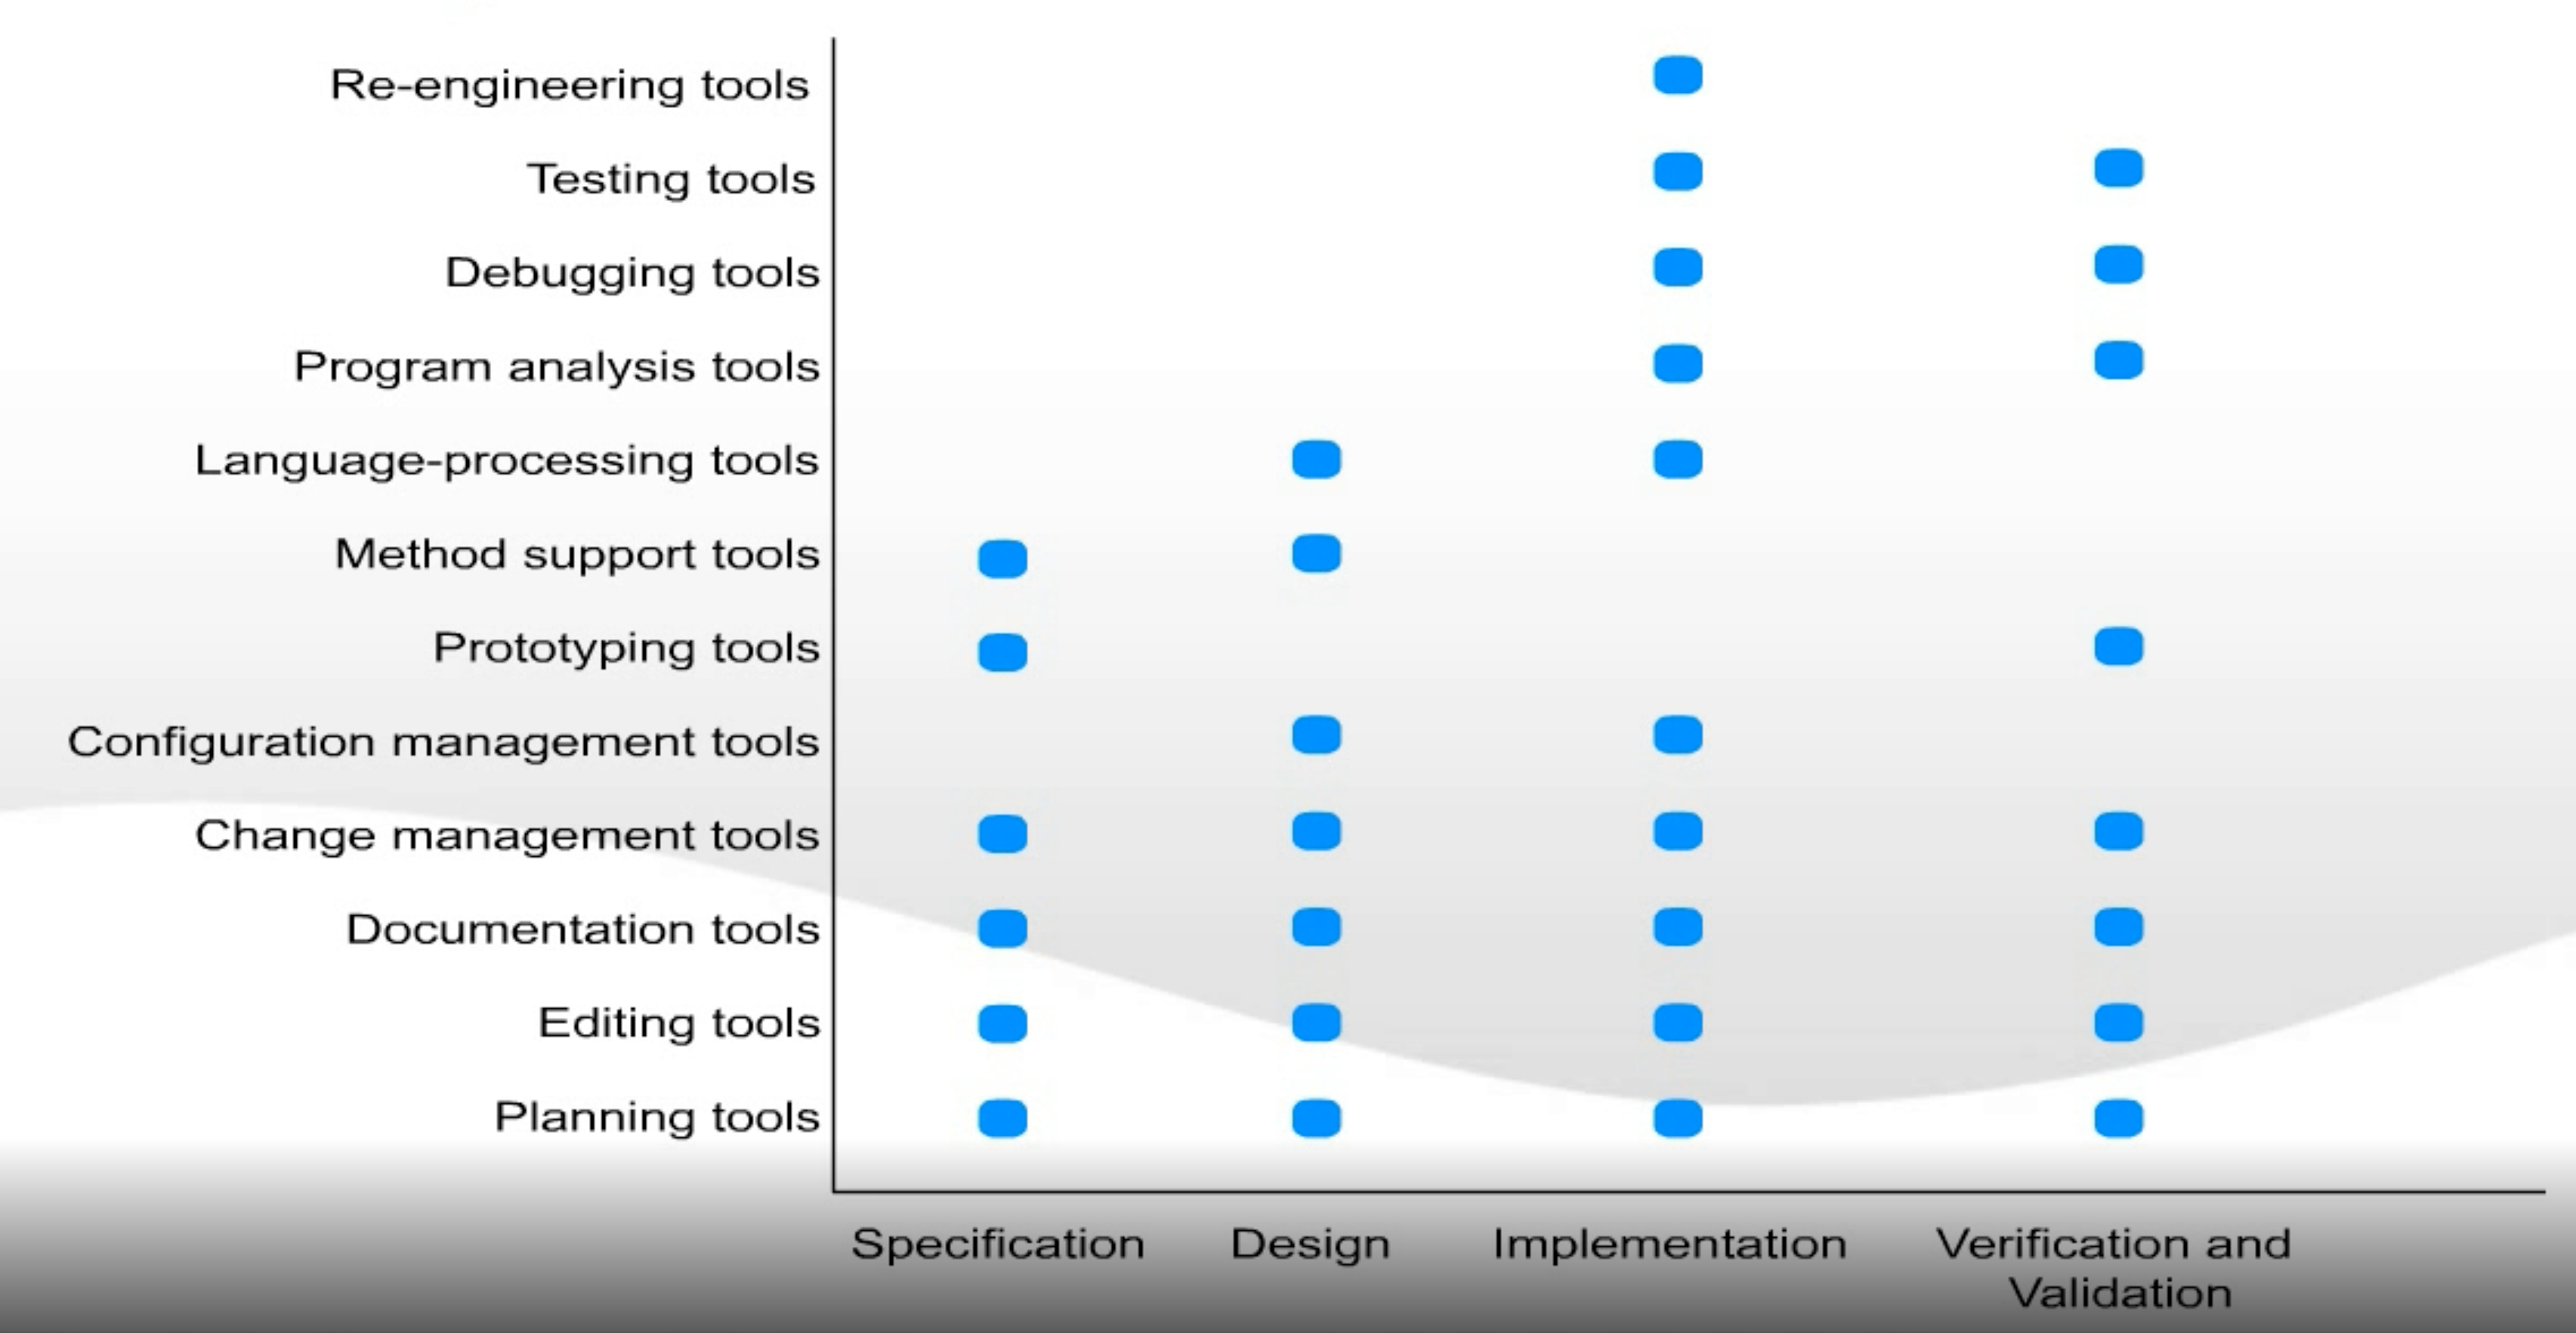 Re-engineering tools
Testing tools
Debugging tools
Program analysis tools
Language-processing tools
Method support tools
Prototyping tools
Configuration management tools
Change management tools
Documentation tools
Editing tools
Planning tools
Specification
Design
Implementation
Verification and
Validation